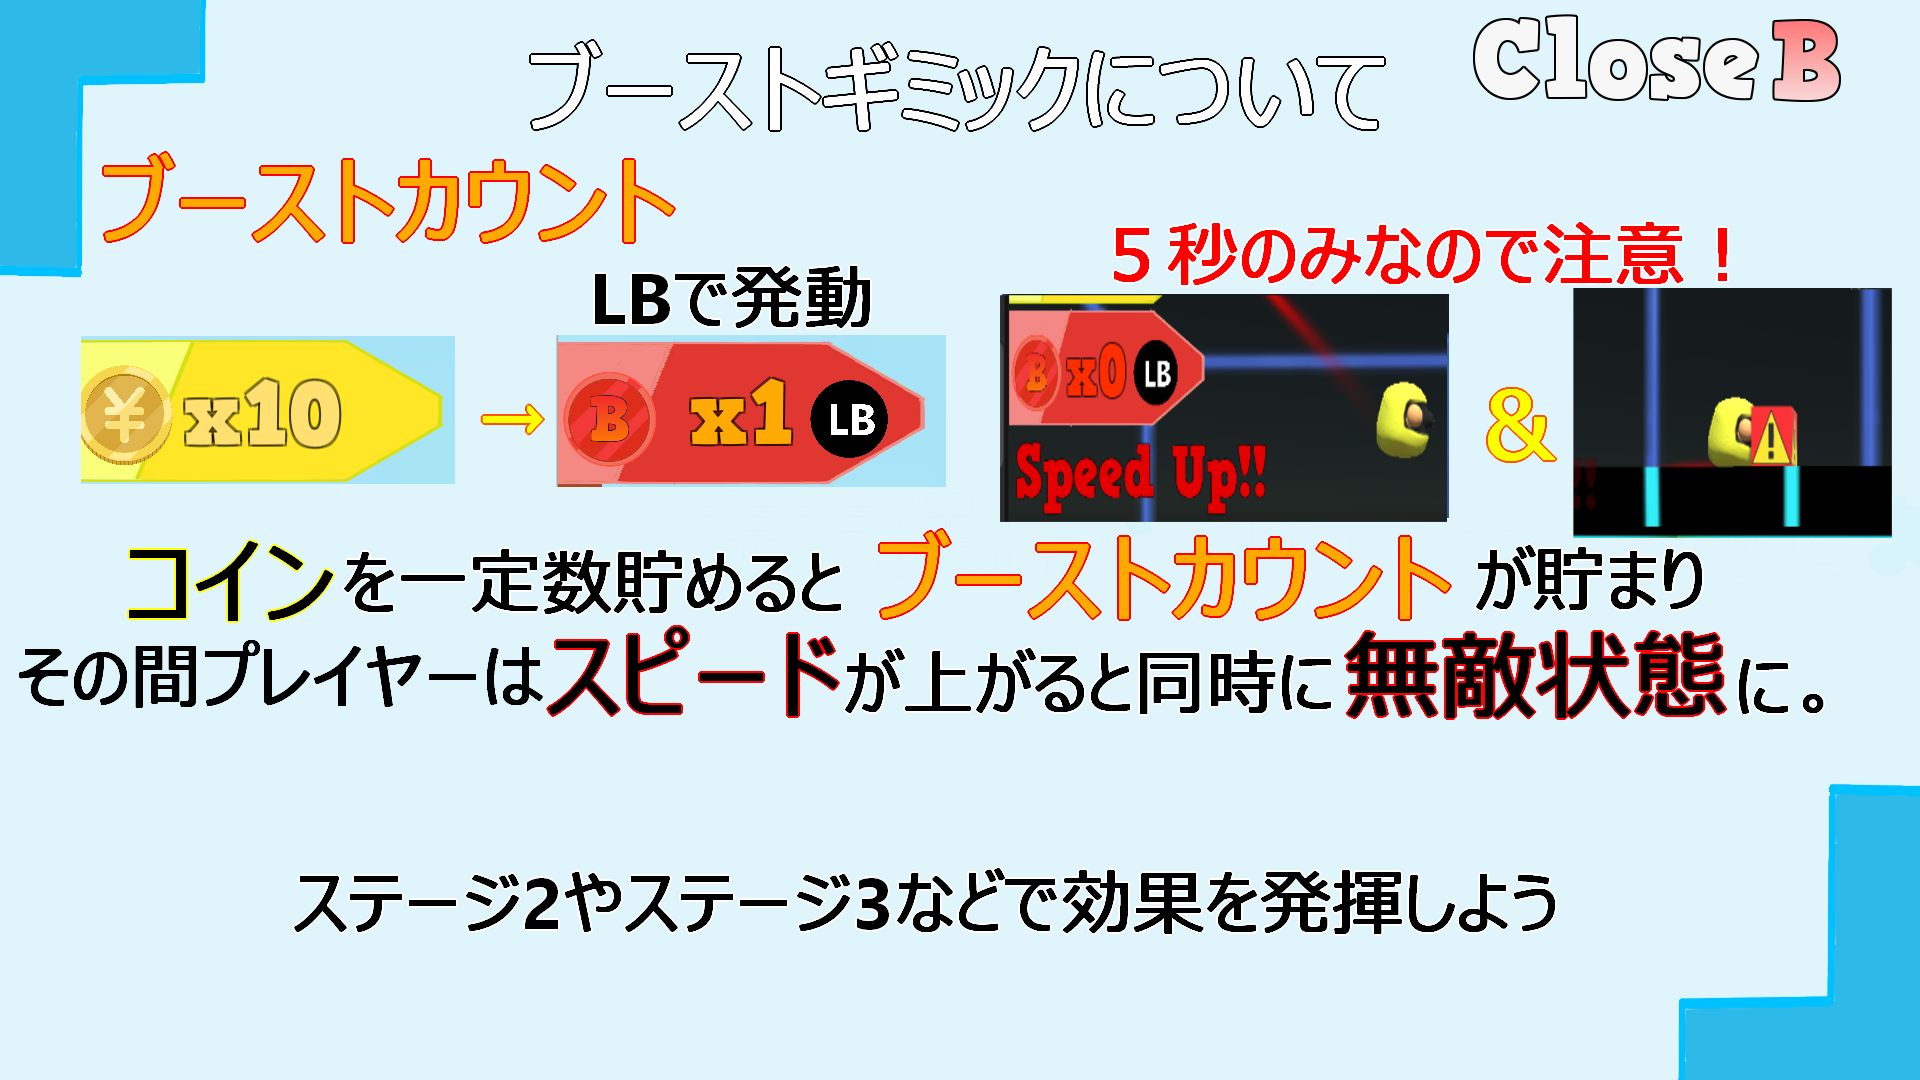 ブーストギミックについて
Close B
ブーストカウント
LBで発動
５秒のみなので注意！
¥ x10
→
B x1 LB
B x0 LB
Speed Up!!
&
!!
コインを一定数貯めると ブーストカウント が貯まり
その間プレイヤーはスピードが上がると同時に無敵状態に。
ステージ2やステージ3などで効果を発揮しよう